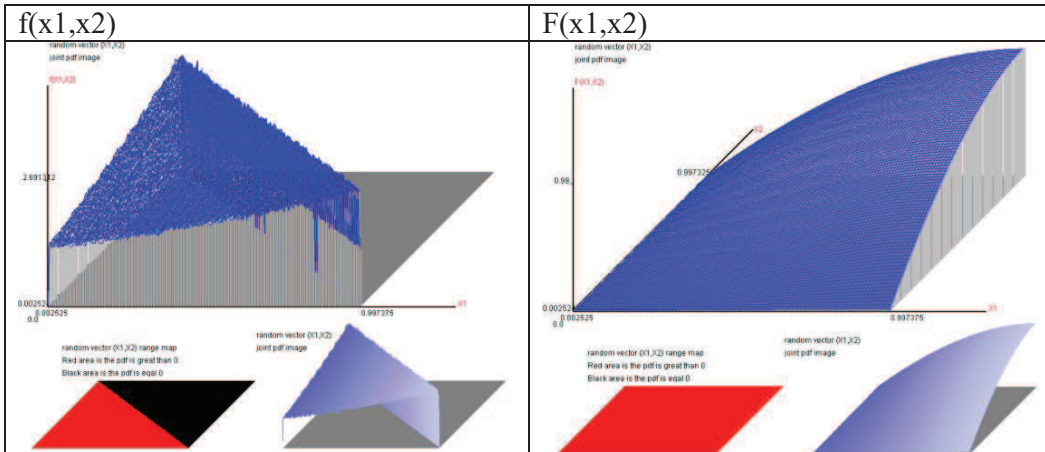 f(x1,x2)
random vector (X1,X2)
joint pdf image
f(X1,X2)
2.691342
0.002525
0.002525
0.0
0.997375
X1
random vector (X1,X2) range map
Red area is the pdf is great than 0
Black area is the pdf is eqal 0
random vector (X1,X2)
joint pdf image
F(x1,x2)
random vector (X1,X2)
joint pdf image
F(X1,X2)
X2
0.997325
0.98
0.00252
0.002525
0.0
0.997375
X1
random vector (X1,X2) range map
Red area is the pdf is great than 0
Black area is the pdf is eqal 0
random vector (X1,X2)
joint pdf image